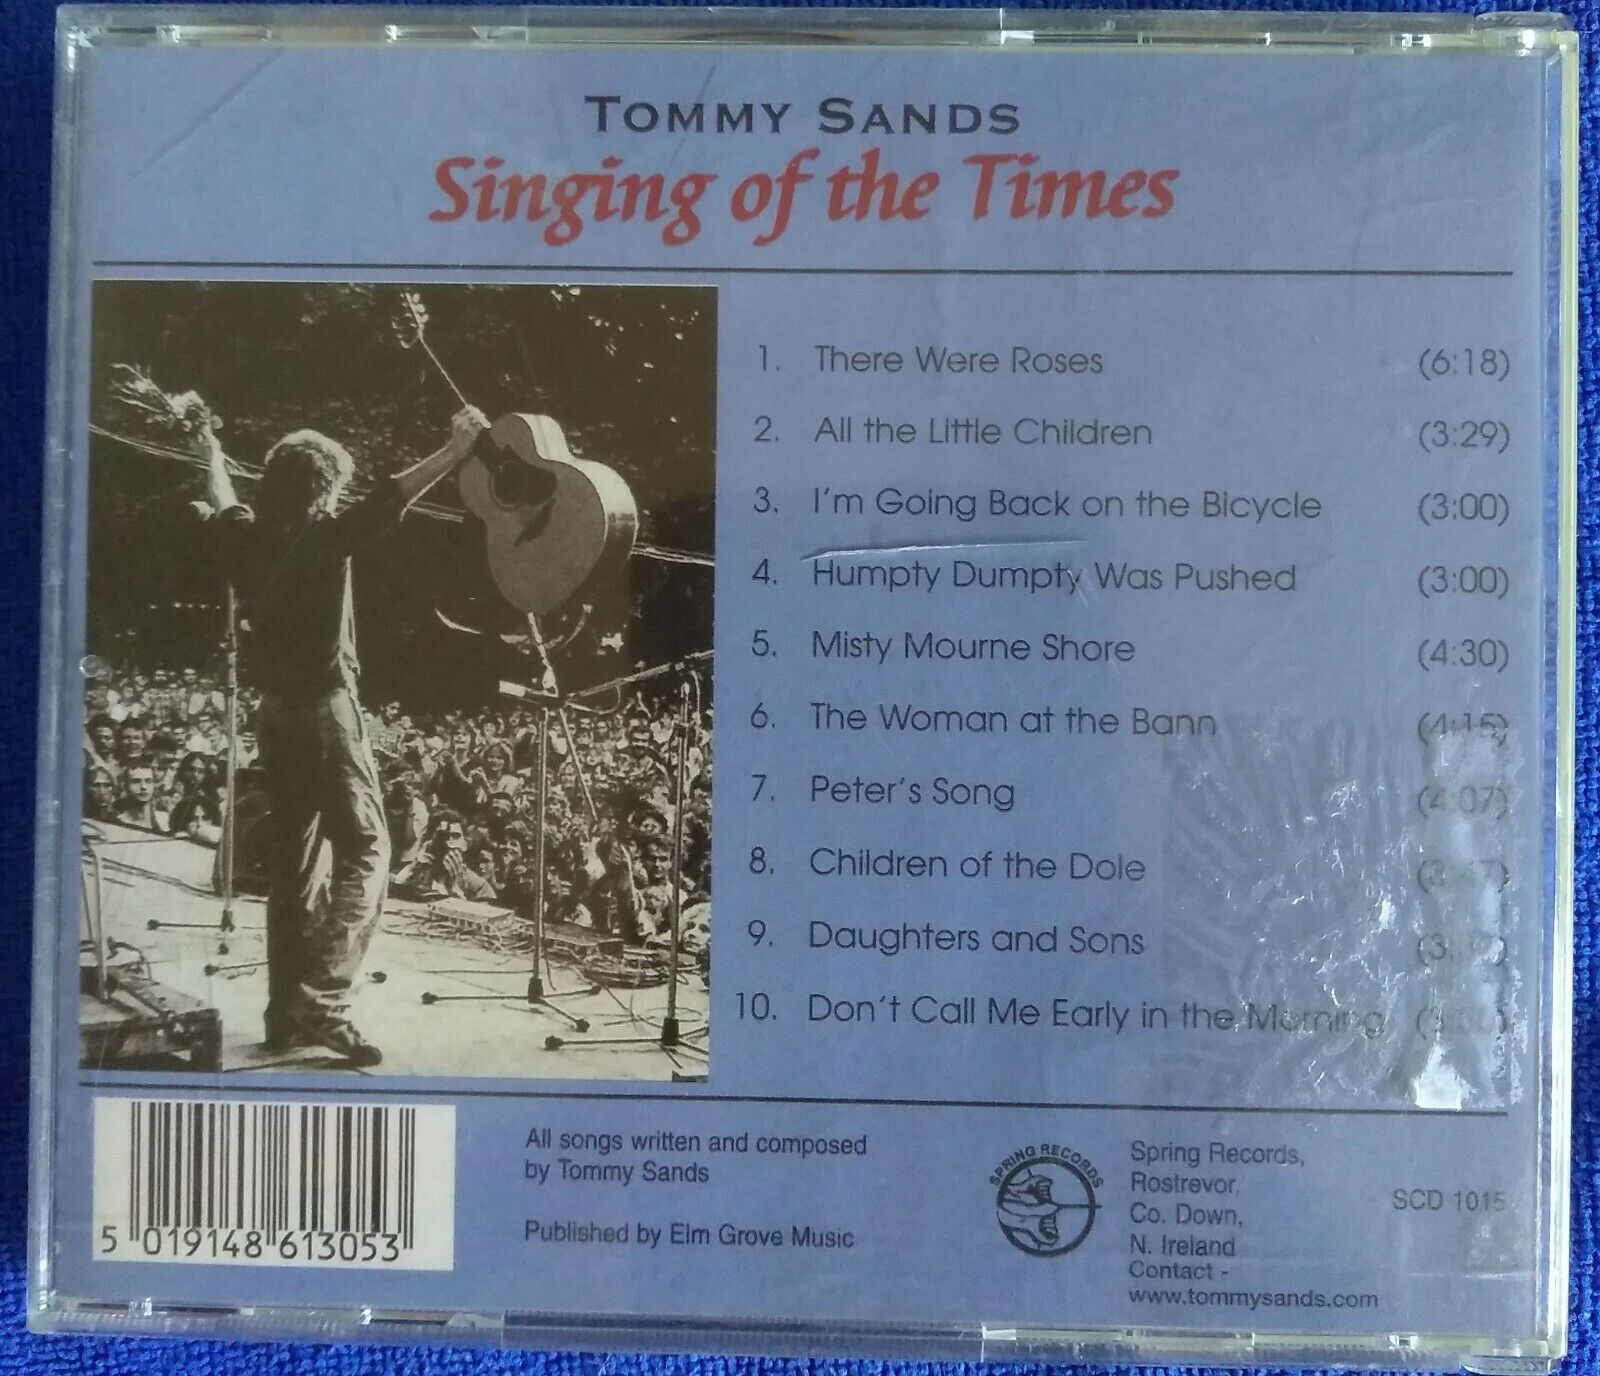 TOMMY SANDS
Singing of the Times
1. There Were Roses (6:18)
2. All the Little Children (3:29)
3. I'm Going Back on the Bicycle (3:00)
4. Humpty Dumpty Was Pushed (3:00)
5. Misty Mourne Shore (4:30)
6. The Woman at the Bann (4:15)
7. Peter's Song (4:07)
8. Children of the Dole
9. Daughters and Sons
10. Don't Call Me Early in the Morning
5 019148 613053
All songs written and composed
by Tommy Sands
Published by Elm Grove Music
SPRING RECORDS
Spring Records,
Rostrevor,
Co. Down,
N. Ireland
Contact -
www.tommysands.com
SCD 1015